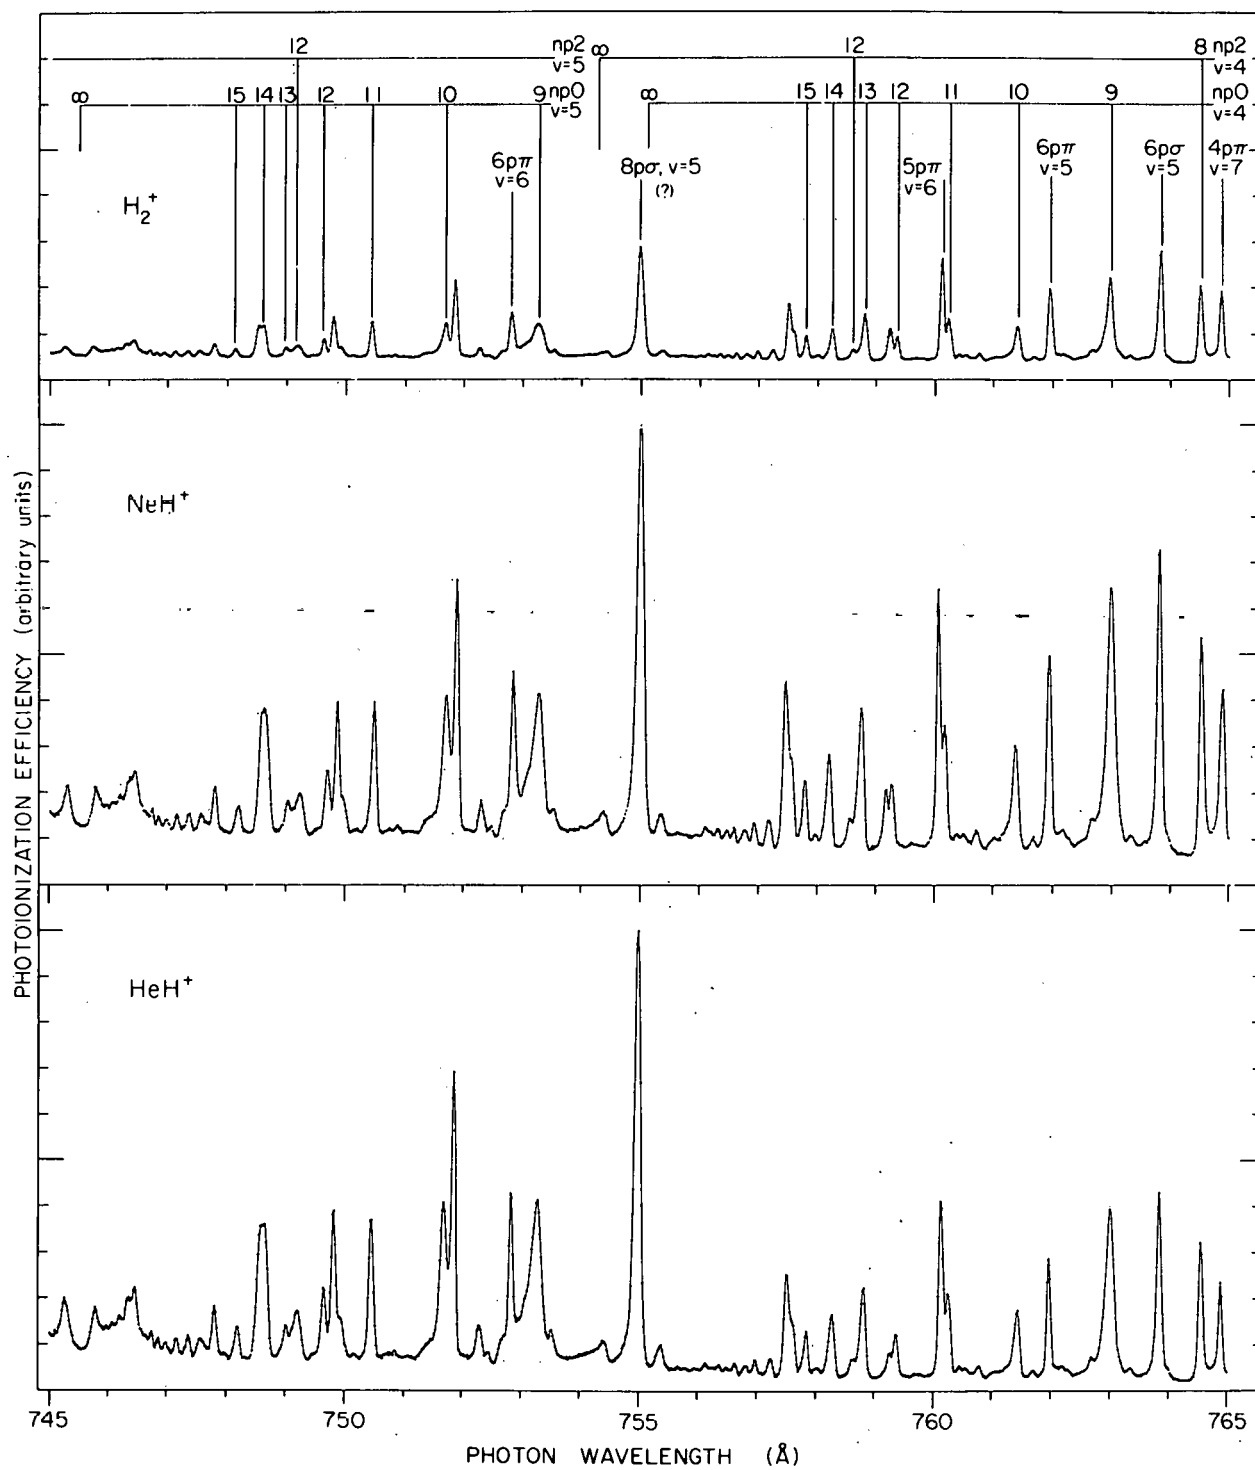 12 np2 ∞ 12 8 np2
v=5 v=4
∞ 15 14 13 12 11 10 9 np0 ∞ 15 14 13 12 11 10 9 np0
v=5 v=4
6pπ
v=6
8pσ, v=5
(?)
5pπ
v=6
6pπ
v=5
6pσ
v=5
4pπ
v=7
H₂⁺
NeH⁺
HeH⁺
PHOTOIONIZATION EFFICIENCY (arbitrary units)
745 750 755 760 765
PHOTON WAVELENGTH (Å)